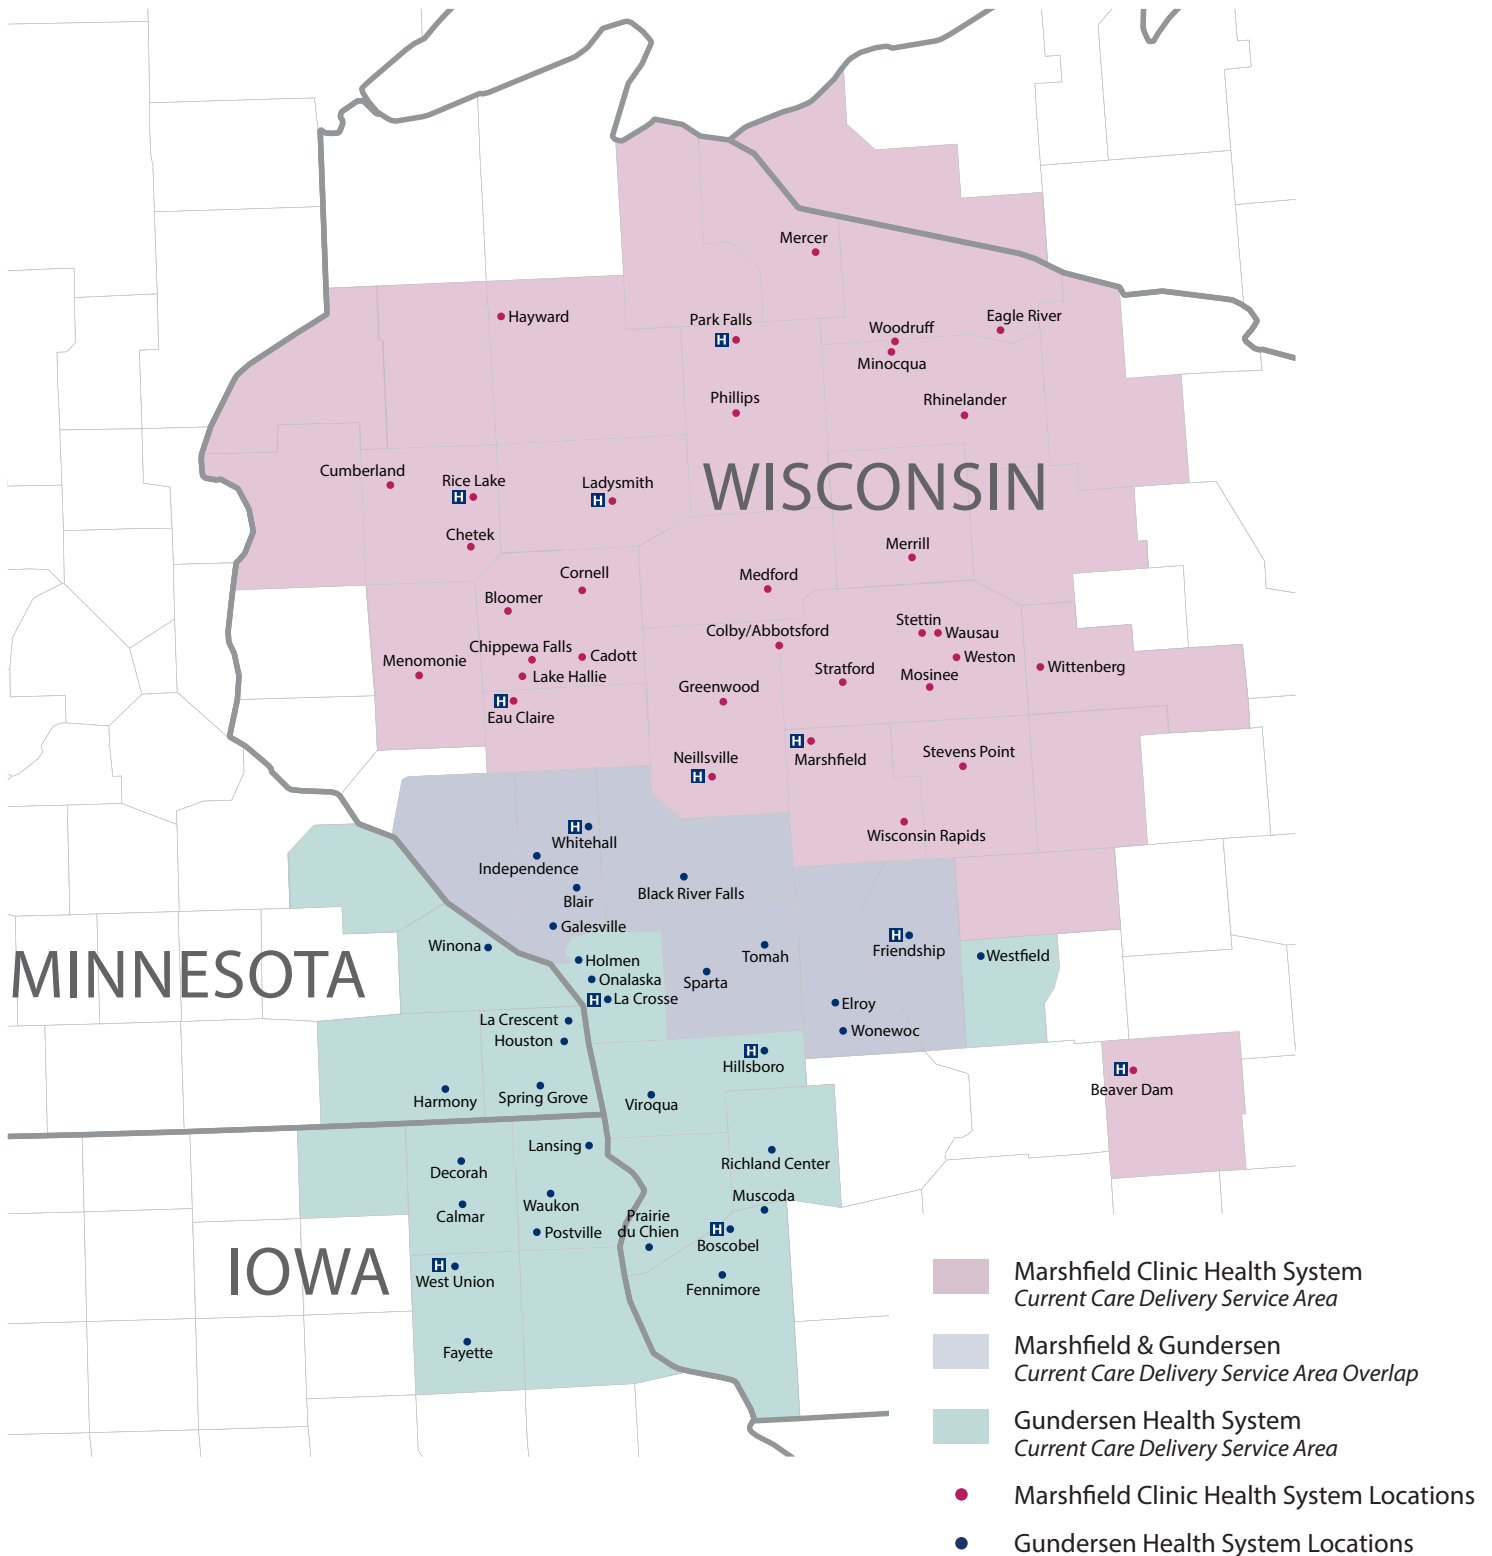 Mercer
Hayward
Park Falls
H
Eagle River
Woodruff
Minocqua
Phillips
Rhinelander
Cumberland
Rice Lake
H
Ladysmith
H
WISCONSIN
Chetek
Merrill
Cornell
Medford
Bloomer
Stettin
Wausau
Colby/Abbotsford
Chippewa Falls
Cadott
Weston
Menomonie
Lake Hallie
Stratford
Mosinee
Wittenberg
Greenwood
H
Eau Claire
H
Marshfield
Stevens Point
Neillsville
H
Wisconsin Rapids
H
Whitehall
Independence
Blair
Black River Falls
Galesville
Winona
H
Friendship
Tomah
Westfield
MINNESOTA
Holmen
Onalaska
Sparta
H
La Crosse
Elroy
La Crescent
Wonewoc
Houston
H
Hillsboro
H
Beaver Dam
Harmony
Spring Grove
Viroqua
Lansing
Decorah
Richland Center
Waukon
Muscoda
Calmar
Prairie
du Chien
Postville
H
Boscobel
IOWA
H
West Union
Fennimore
Fayette
Marshfield Clinic Health System
Current Care Delivery Service Area
Marshfield & Gundersen
Current Care Delivery Service Area Overlap
Gundersen Health System
Current Care Delivery Service Area
Marshfield Clinic Health System Locations
Gundersen Health System Locations